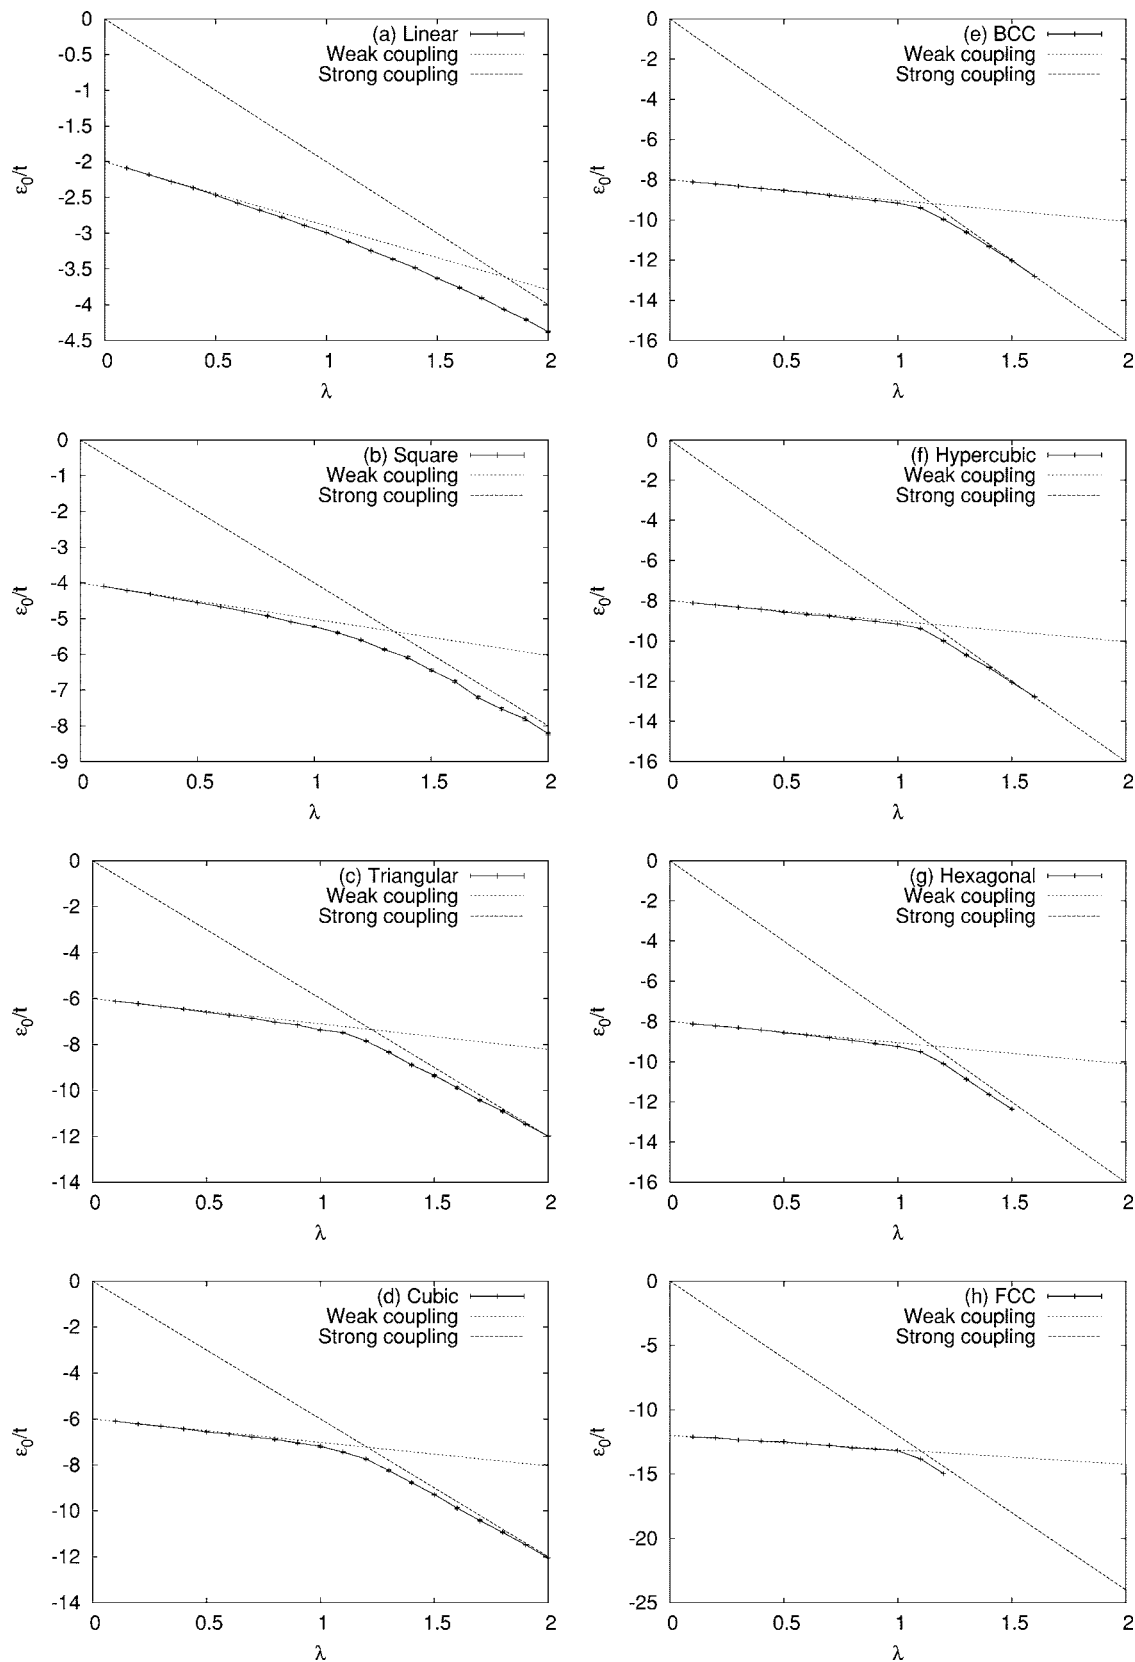 0
-0.5
-1
-1.5
-2
-2.5
-3
-3.5
-4
-4.5
ε0/t
(a) Linear
Weak coupling
Strong coupling
0 0.5 1 1.5 2
λ
0
-2
-4
-6
-8
-10
-12
-14
-16
ε0/t
(e) BCC
Weak coupling
Strong coupling
0 0.5 1 1.5 2
λ
0
-1
-2
-3
-4
-5
-6
-7
-8
-9
ε0/t
(b) Square
Weak coupling
Strong coupling
0 0.5 1 1.5 2
λ
0
-2
-4
-6
-8
-10
-12
-14
-16
ε0/t
(f) Hypercubic
Weak coupling
Strong coupling
0 0.5 1 1.5 2
λ
0
-2
-4
-6
-8
-10
-12
-14
ε0/t
(c) Triangular
Weak coupling
Strong coupling
0 0.5 1 1.5 2
λ
0
-2
-4
-6
-8
-10
-12
-14
-16
ε0/t
(g) Hexagonal
Weak coupling
Strong coupling
0 0.5 1 1.5 2
λ
0
-2
-4
-6
-8
-10
-12
-14
ε0/t
(d) Cubic
Weak coupling
Strong coupling
0 0.5 1 1.5 2
λ
0
-5
-10
-15
-20
-25
ε0/t
(h) FCC
Weak coupling
Strong coupling
0 0.5 1 1.5 2
λ